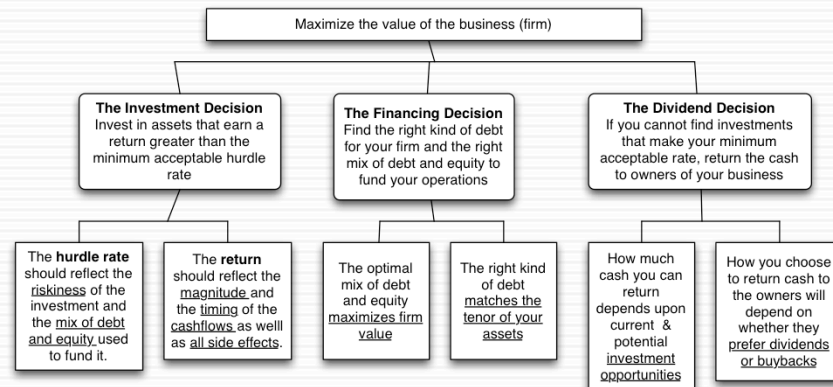 Maximize the value of the business (firm)
The Investment Decision
Invest in assets that earn a
return greater than the
minimum acceptable hurdle
rate
The Financing Decision
Find the right kind of debt
for your firm and the right
mix of debt and equity to
fund your operations
The Dividend Decision
If you cannot find investments
that make your minimum
acceptable rate, return the cash
to owners of your business
The hurdle rate
should reflect the
riskiness of the
investment and
the mix of debt
and equity used
to fund it.
The return
should reflect the
magnitude and
the timing of the
cashflows as welll
as all side effects.
The optimal
mix of debt
and equity
maximizes firm
value
The right kind
of debt
matches the
tenor of your
assets
How much
cash you can
return
depends upon
current &
potential
investment
opportunities
How you choose
to return cash to
the owners will
depend on
whether they
prefer dividends
or buybacks